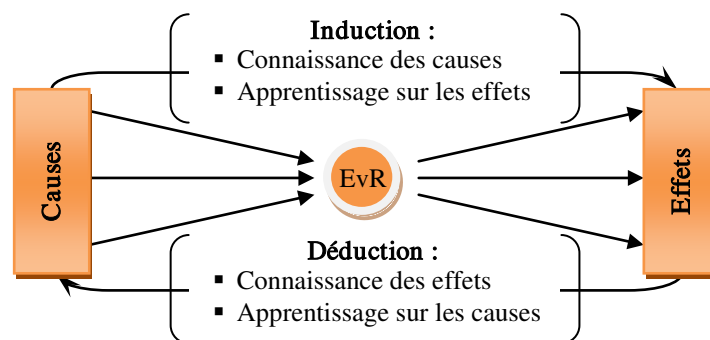 Induction :
▪ Connaissance des causes
▪ Apprentissage sur les effets
Causes
EvR
Effets
Déduction :
▪ Connaissance des effets
▪ Apprentissage sur les causes